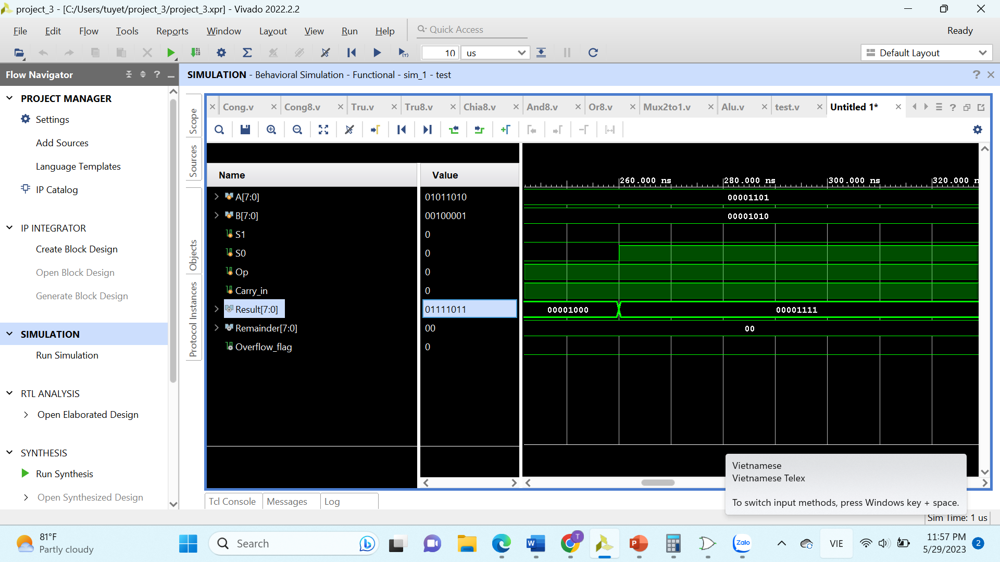 project_3 - [C:/Users/tuyet/project_3/project_3.xpr] - Vivado 2022.2.2
File Edit Flow Tools Reports Window Layout View Run Help Quick Access Ready
10 us Default Layout
Flow Navigator
SIMULATION - Behavioral Simulation - Functional - sim_1 - test
PROJECT MANAGER
Settings
Add Sources
Language Templates
IP Catalog
IP INTEGRATOR
Create Block Design
Open Block Design
Generate Block Design
SIMULATION
Run Simulation
RTL ANALYSIS
Open Elaborated Design
SYNTHESIS
Run Synthesis
Open Synthesized Design
Scope
Sources
Objects
Protocol Instances
Cong.v Cong8.v Tru.v Tru8.v Chia8.v And8.v Or8.v Mux2to1.v Alu.v test.v Untitled 1*
Name Value
260.000 ns 280.000 ns 300.000 ns 320.000 n
A[7:0] 01011010 00001101
B[7:0] 00100001 00001010
S1 0
S0 0
Op 0
Carry_in 0
Result[7:0] 01111011 00001000 00001111
Remainder[7:0] 00 00
Overflow_flag 0
Tcl Console Messages Log
Vietnamese
Vietnamese Telex
To switch input methods, press Windows key + space.
Sim Time: 1 us
81°F
Partly cloudy
Search
W
T
P
Zalo
VIE
11:57 PM
5/29/2023
2